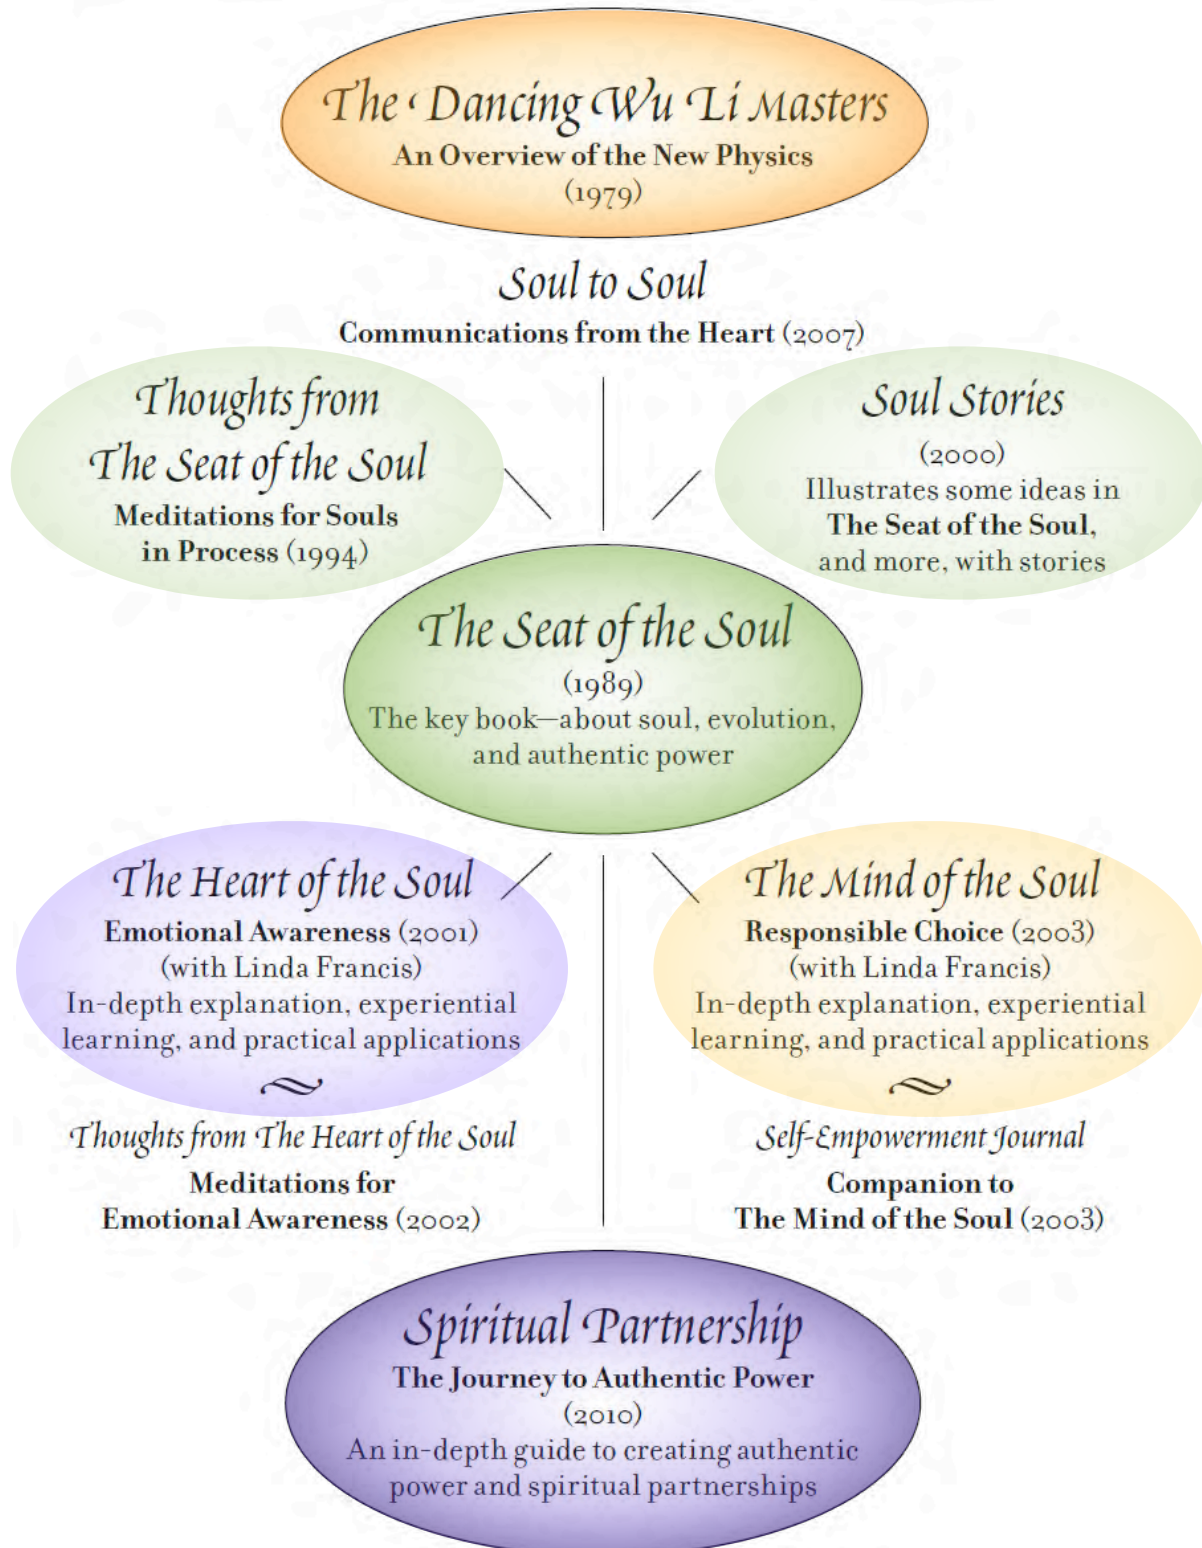 The Dancing Wu Li Masters
An Overview of the New Physics
(1979)
Soul to Soul
Communications from the Heart (2007)
Thoughts from
The Seat of the Soul
Meditations for Souls
in Process (1994)
Soul Stories
(2000)
Illustrates some ideas in
The Seat of the Soul,
and more, with stories
The Seat of the Soul
(1989)
The key book—about soul, evolution,
and authentic power
The Heart of the Soul
Emotional Awareness (2001)
(with Linda Francis)
In-depth explanation, experiential
learning, and practical applications
Thoughts from The Heart of the Soul
Meditations for
Emotional Awareness (2002)
The Mind of the Soul
Responsible Choice (2003)
(with Linda Francis)
In-depth explanation, experiential
learning, and practical applications
Self-Empowerment Journal
Companion to
The Mind of the Soul (2003)
Spiritual Partnership
The Journey to Authentic Power
(2010)
An in-depth guide to creating authentic
power and spiritual partnerships